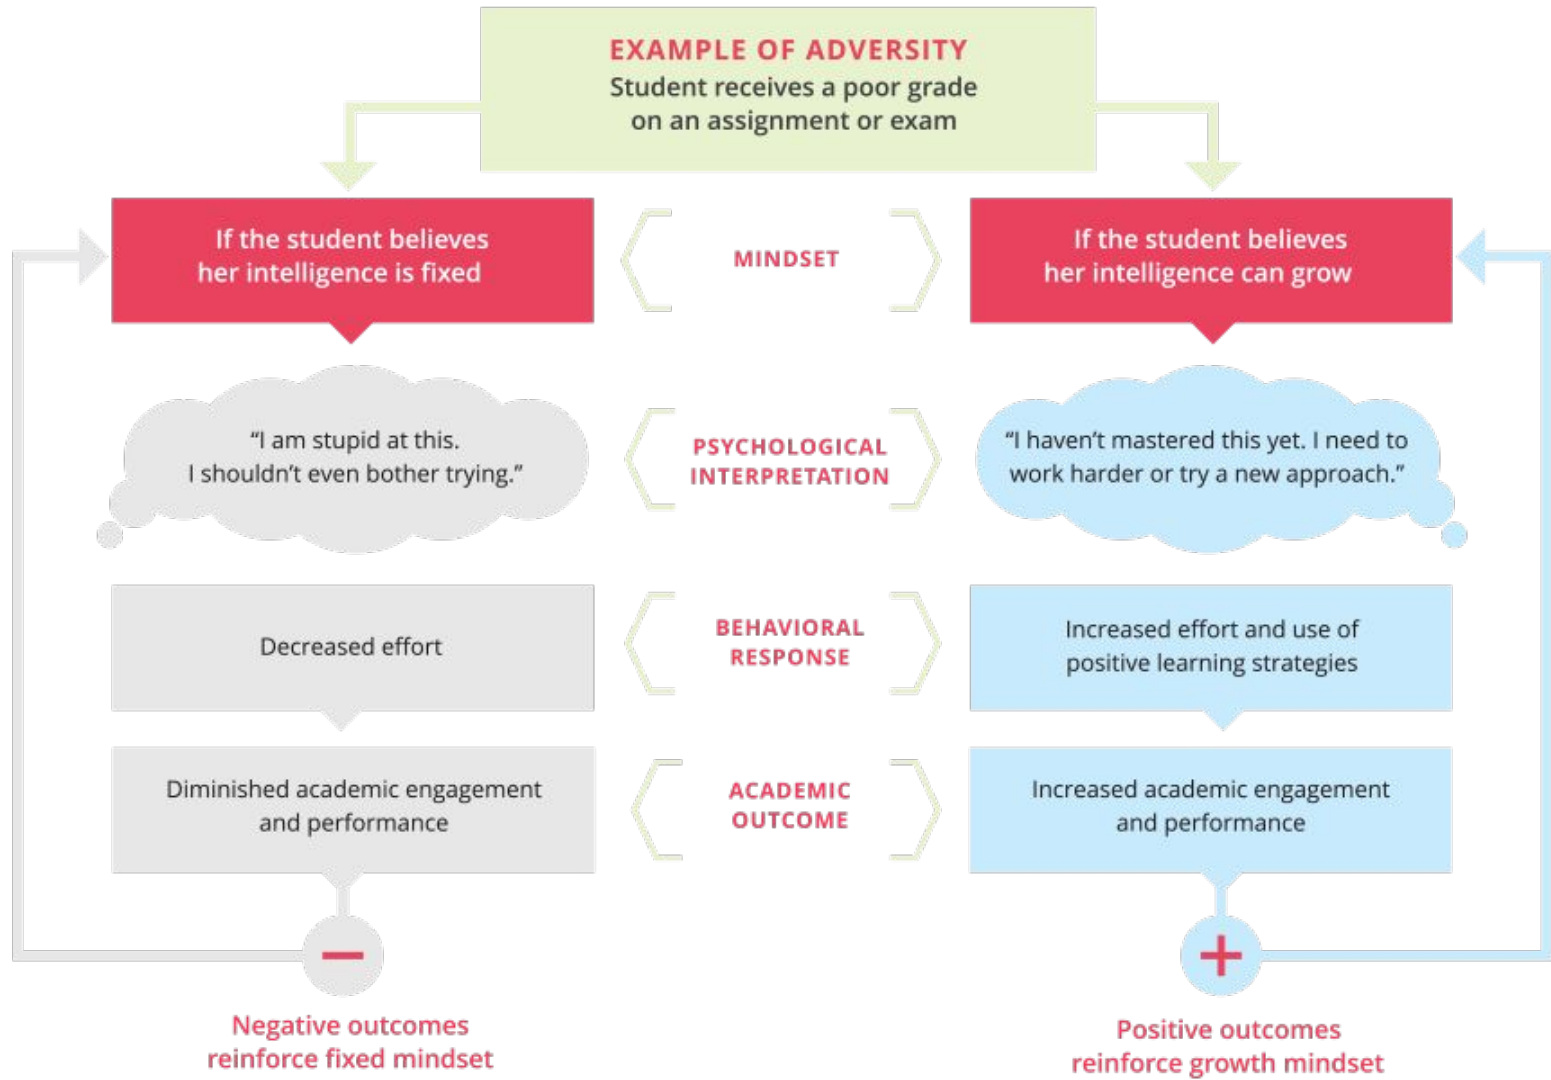 EXAMPLE OF ADVERSITY
Student receives a poor grade
on an assignment or exam
If the student believes
her intelligence is fixed
MINDSET
If the student believes
her intelligence can grow
“I am stupid at this.
I shouldn’t even bother trying.”
PSYCHOLOGICAL
INTERPRETATION
“I haven’t mastered this yet. I need to
work harder or try a new approach.”
Decreased effort
BEHAVIORAL
RESPONSE
Increased effort and use of
positive learning strategies
Diminished academic engagement
and performance
ACADEMIC
OUTCOME
Increased academic engagement
and performance
Negative outcomes
reinforce fixed mindset
Positive outcomes
reinforce growth mindset